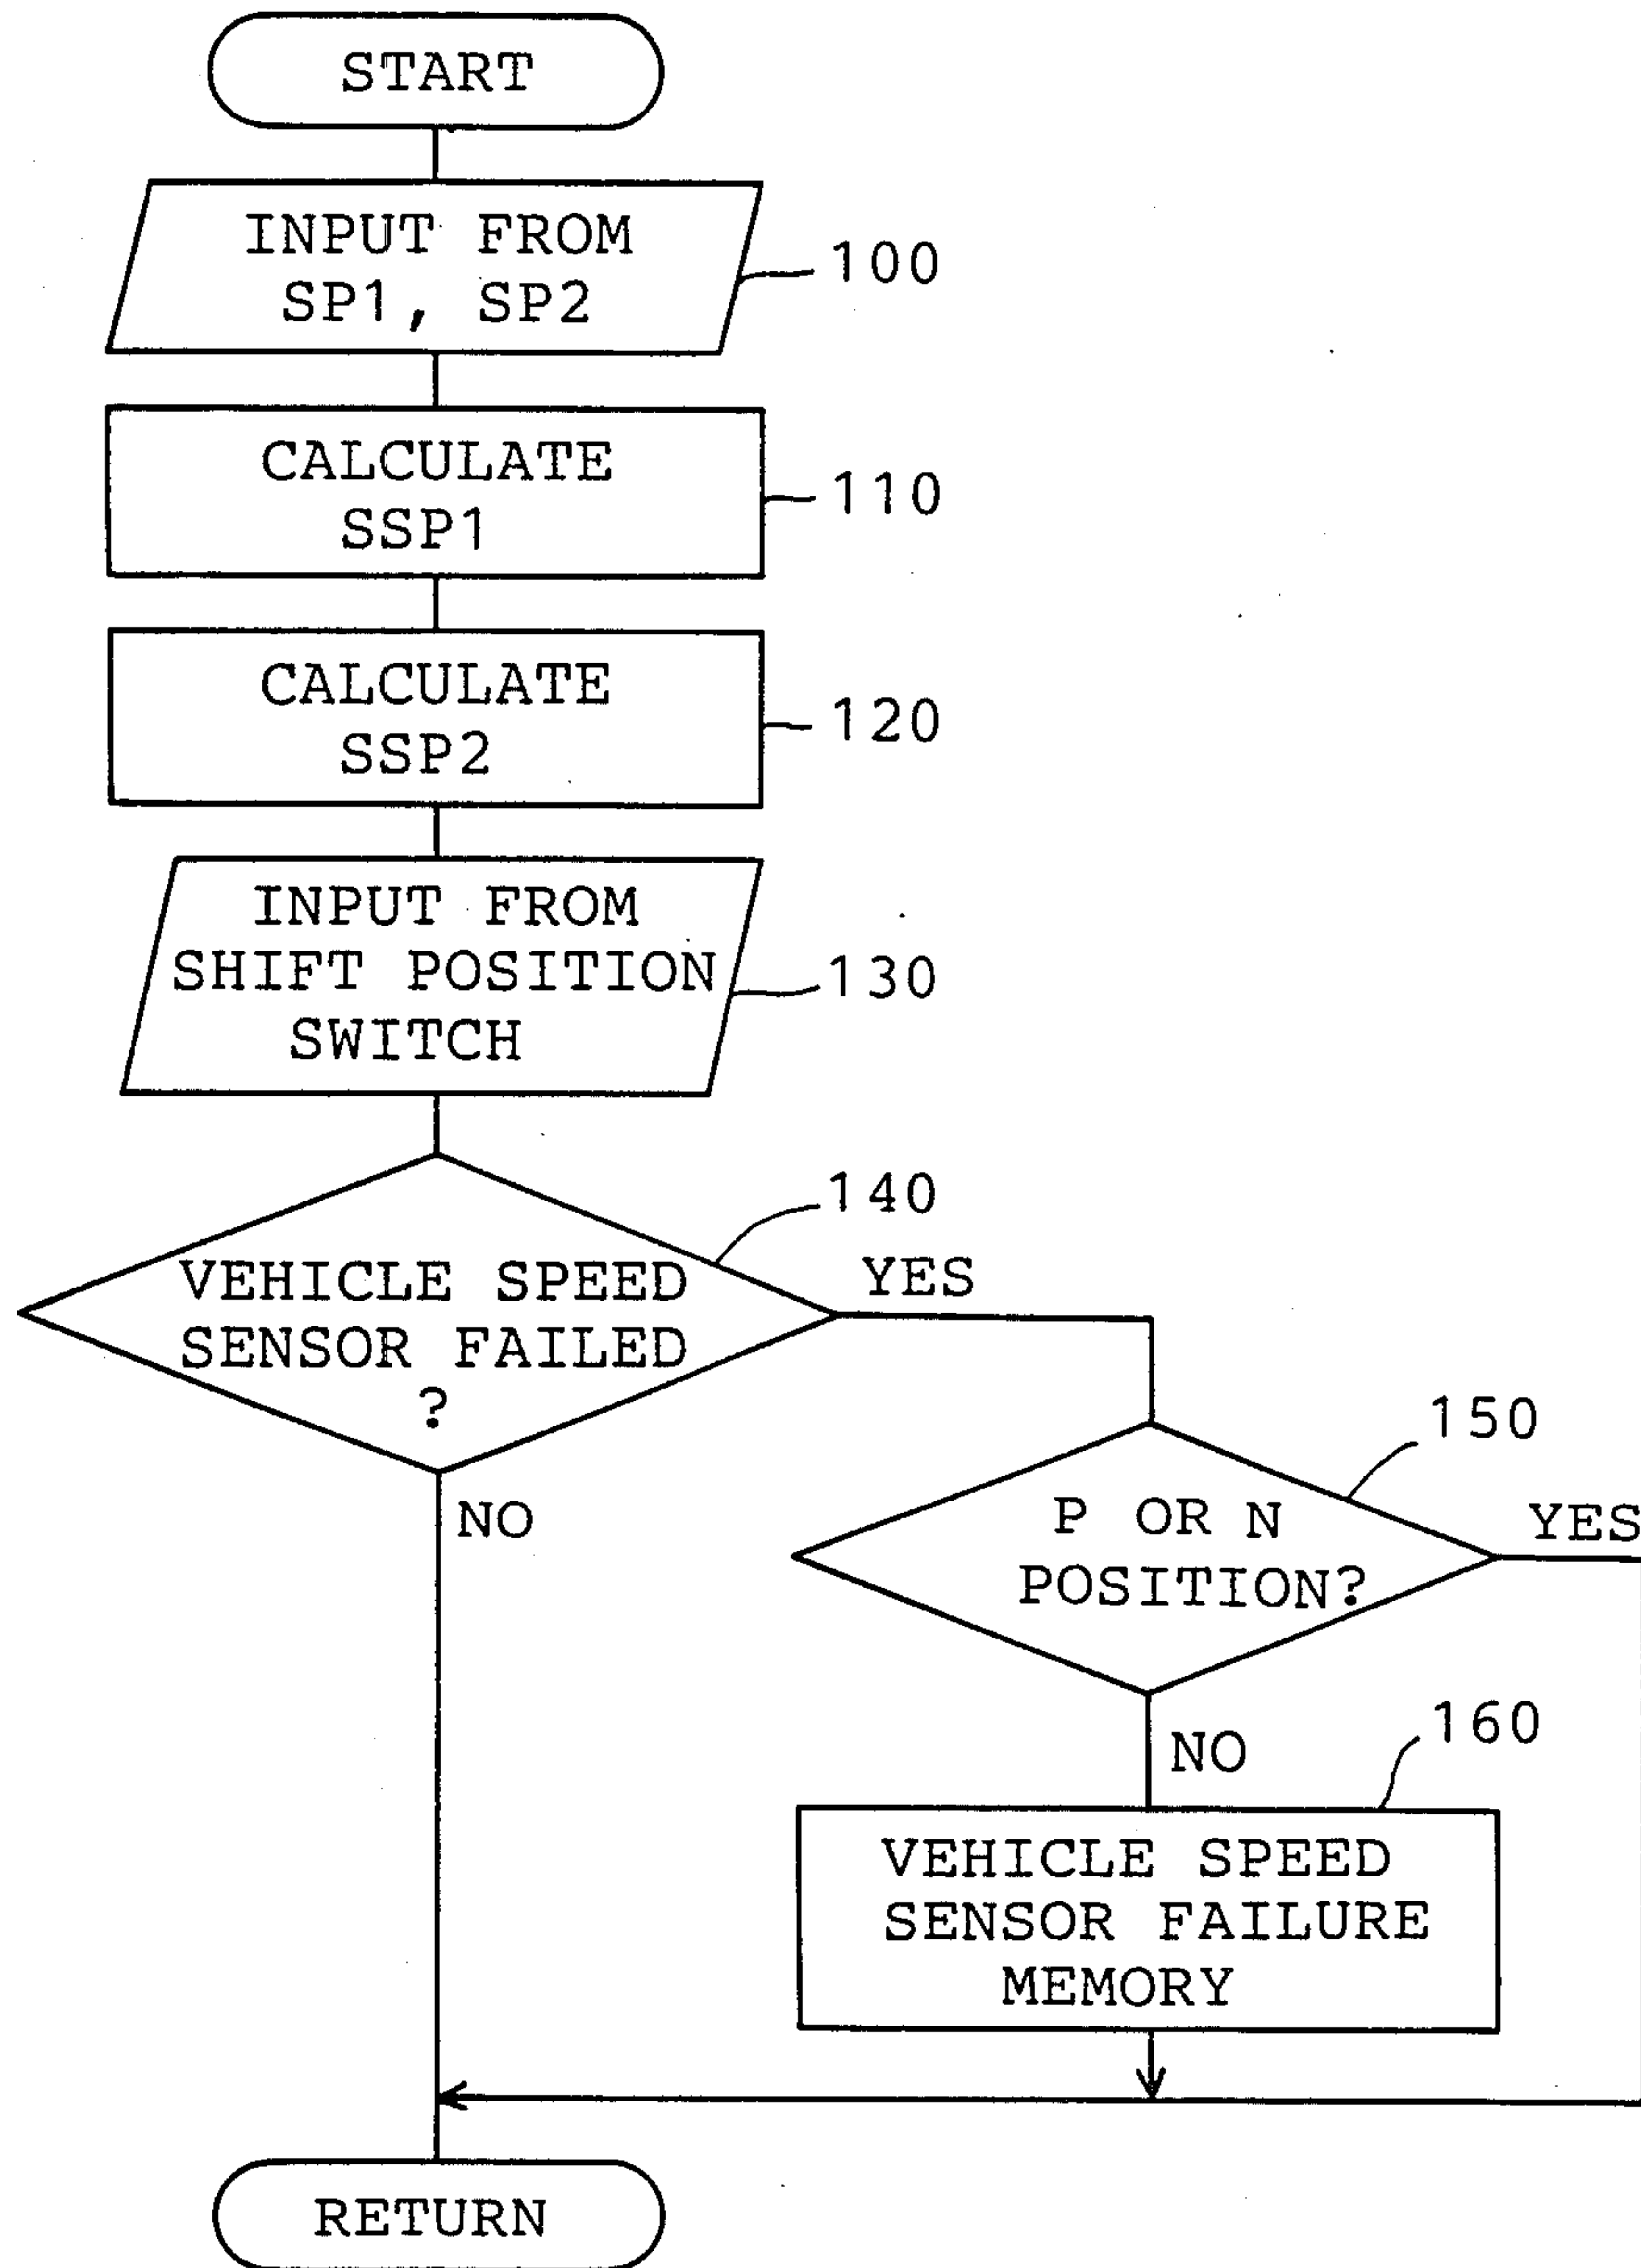 START
INPUT FROM
SP1, SP2
100
CALCULATE
SSP1
110
CALCULATE
SSP2
120
INPUT FROM
SHIFT POSITION
SWITCH
130
140
VEHICLE SPEED
SENSOR FAILED
?
YES
NO
150
P OR N
POSITION?
YES
NO
160
VEHICLE SPEED
SENSOR FAILURE
MEMORY
RETURN